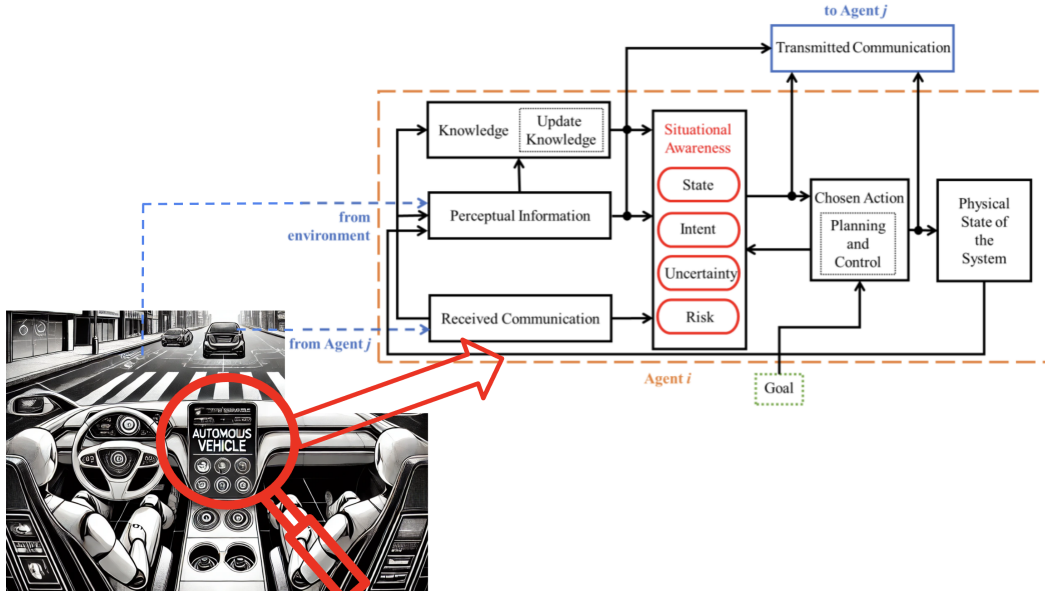 to Agent j
Transmitted Communication
Knowledge
Update
Knowledge
Situational
Awareness
State
Perceptual Information
from
environment
Intent
Chosen Action
Planning
and
Control
Physical
State of
the
System
Uncertainty
Received Communication
Risk
from Agent j
Agent i
Goal
AUTOMOUS
VEHICLE